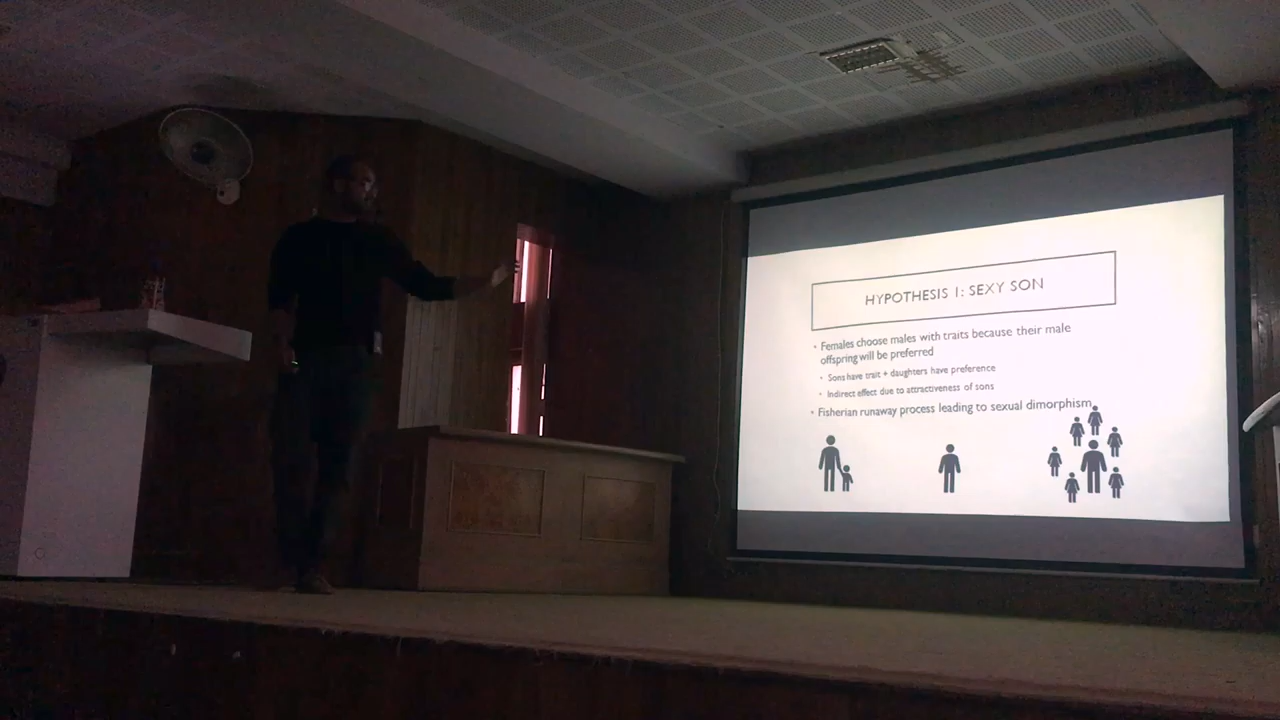 HYPOTHESIS 1: SEXY SON
• Females choose males with traits because their male
offspring will be preferred
• Sons have trait + daughters have preference
• Indirect effect due to attractiveness of sons
• Fisherian runaway process leading to sexual dimorphism